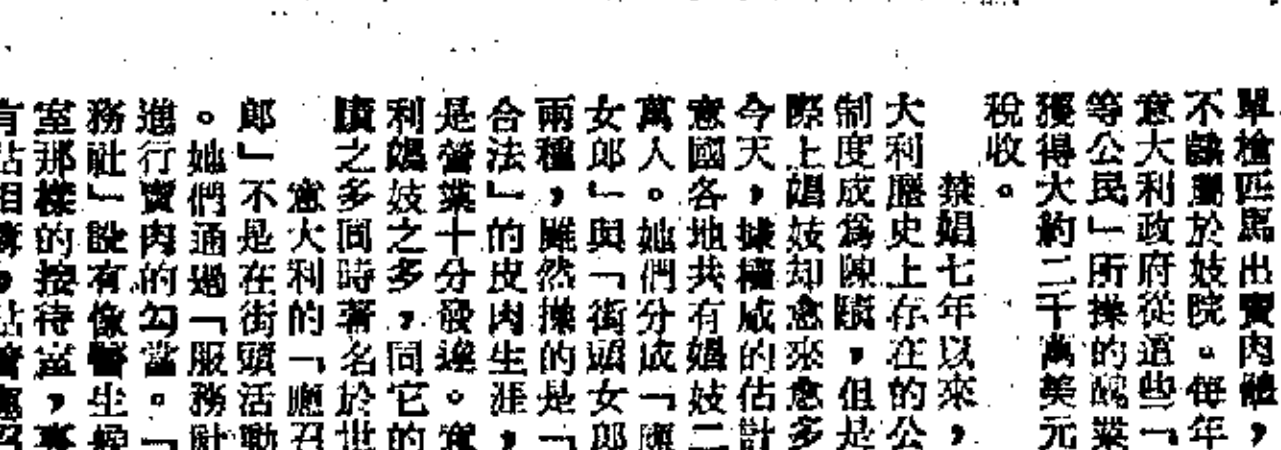 單槍匹馬出賣肉體，
不隸屬於妓院。每年
意大利政府從這些「
等公民」所操的醜業
獲得大約二千萬美元
稅收。
禁娼七年以來，
大利歷史上存在的公
制度成爲陳蹟，但是
際上娼妓却愈來愈多
今天，據權威的估計
意國各地共有娼妓二
萬人。她們分成「應
女郎」與「街頭女郎
兩種，雖然操的是「
合法」的皮肉生涯，
是營業十分發達。意
利娼妓之多，同它的
蹟之多同時著名於世
意大利的「應召
郎」不是在街頭活動
。她們通過「服務社
進行賣肉的勾當。「
務社」設有像醫生
室那樣的接待室，